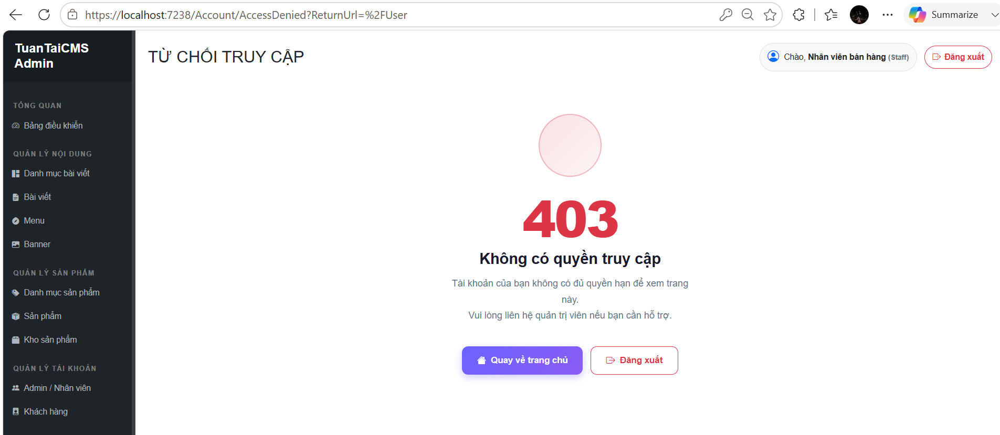 https://localhost:7238/Account/AccessDenied?ReturnUrl=%2FUser
Summarize
TuanTaiCMS
Admin
TỪ CHỐI TRUY CẬP
Chào, Nhân viên bán hàng (Staff)
Đăng xuất
TỔNG QUAN
Bảng điều khiển
QUẢN LÝ NỘI DUNG
Danh mục bài viết
Bài viết
Menu
Banner
QUẢN LÝ SẢN PHẨM
Danh mục sản phẩm
Sản phẩm
Kho sản phẩm
QUẢN LÝ TÀI KHOẢN
Admin / Nhân viên
Khách hàng
403
Không có quyền truy cập
Tài khoản của bạn không có đủ quyền hạn để xem trang
này.
Vui lòng liên hệ quản trị viên nếu bạn cần hỗ trợ.
Quay về trang chủ
Đăng xuất